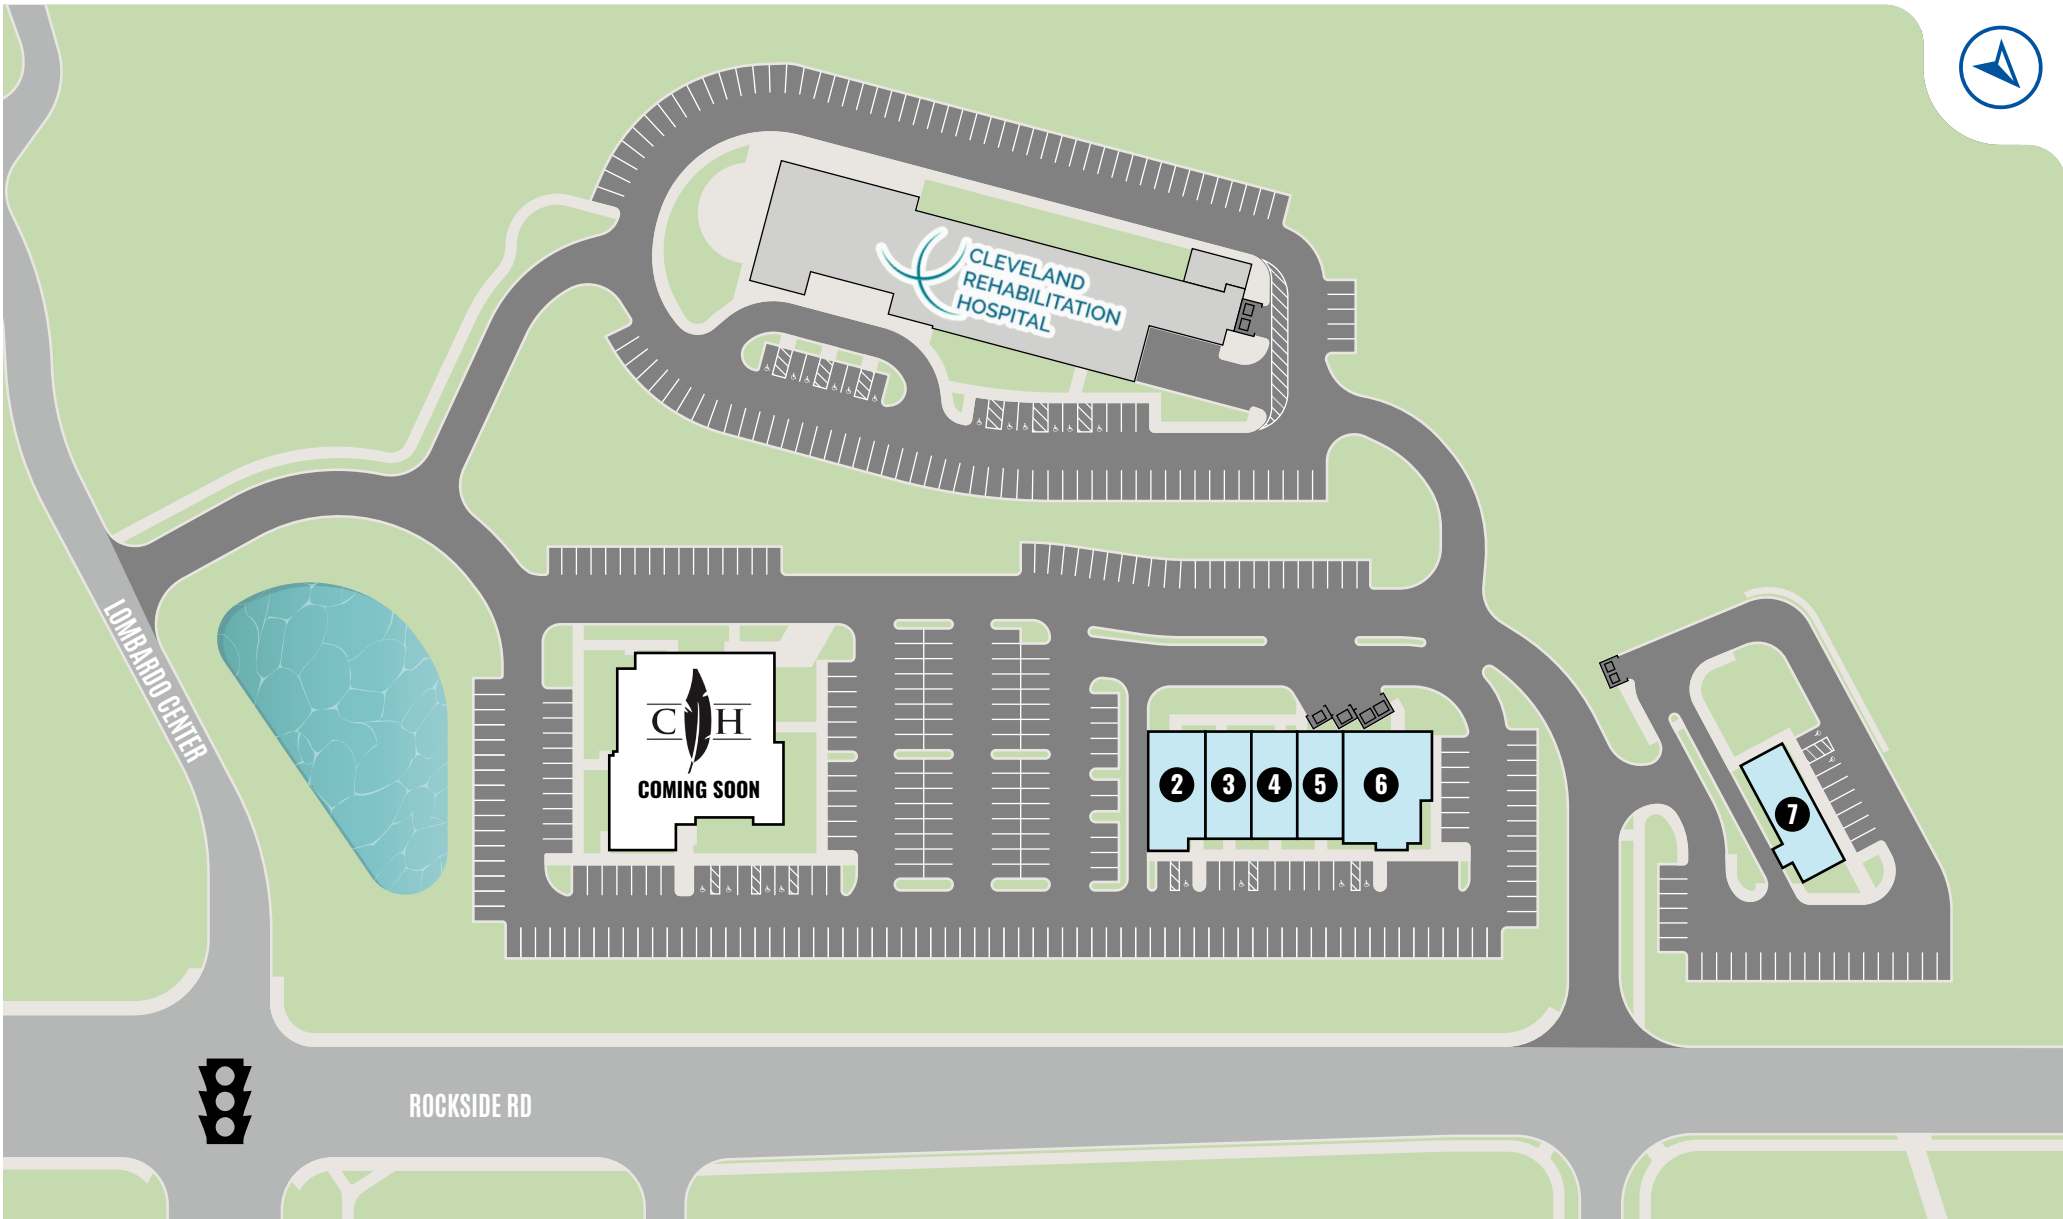 CLEVELAND
REHABILITATION
HOSPITAL
LOMBARDO CENTER
C H
COMING SOON
2
3
4
5
6
7
ROCKSIDE RD